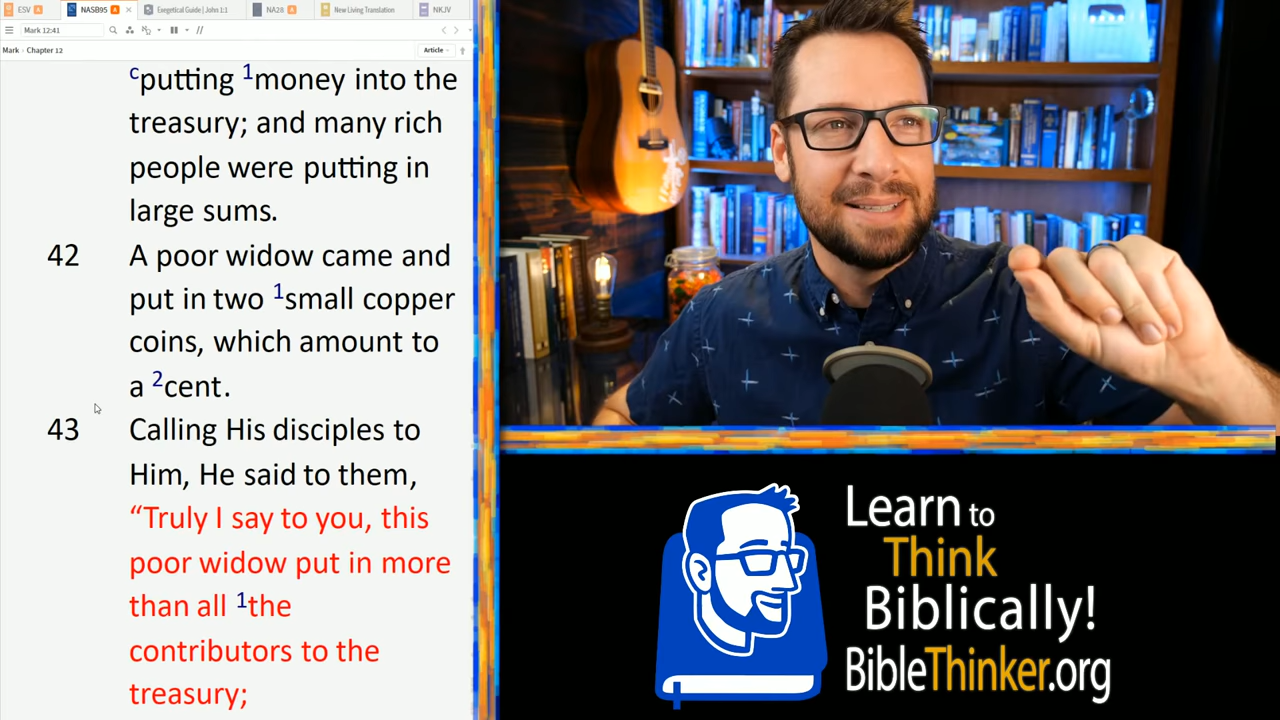 ESV A NASB95 A × Exegetical Guide | John 1:1 NA28 A New Living Translation NKJV
Mark 12:41
Mark › Chapter 12 Article
cputting 1money into the
treasury; and many rich
people were putting in
large sums.
42 A poor widow came and
put in two 1small copper
coins, which amount to
a 2cent.
43 Calling His disciples to
Him, He said to them,
“Truly I say to you, this
poor widow put in more
than all 1the
contributors to the
treasury;
Learn to
Think
Biblically!
BibleThinker.org